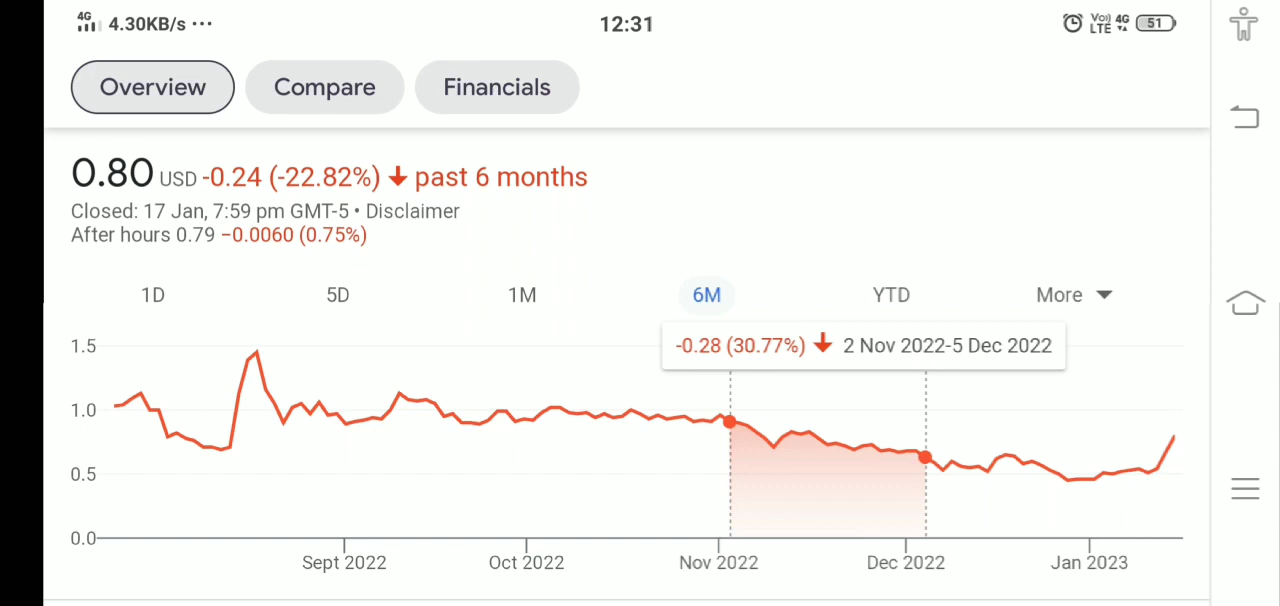 4G 4.30KB/s ··· 12:31 Vo) LTE 4G 51
Overview Compare Financials
0.80 USD -0.24 (-22.82%) ↓ past 6 months
Closed: 17 Jan, 7:59 pm GMT-5 • Disclaimer
After hours 0.79 −0.0060 (0.75%)
1D 5D 1M 6M YTD More
-0.28 (30.77%) ↓ 2 Nov 2022-5 Dec 2022
1.5
1.0
0.5
0.0
Sept 2022 Oct 2022 Nov 2022 Dec 2022 Jan 2023